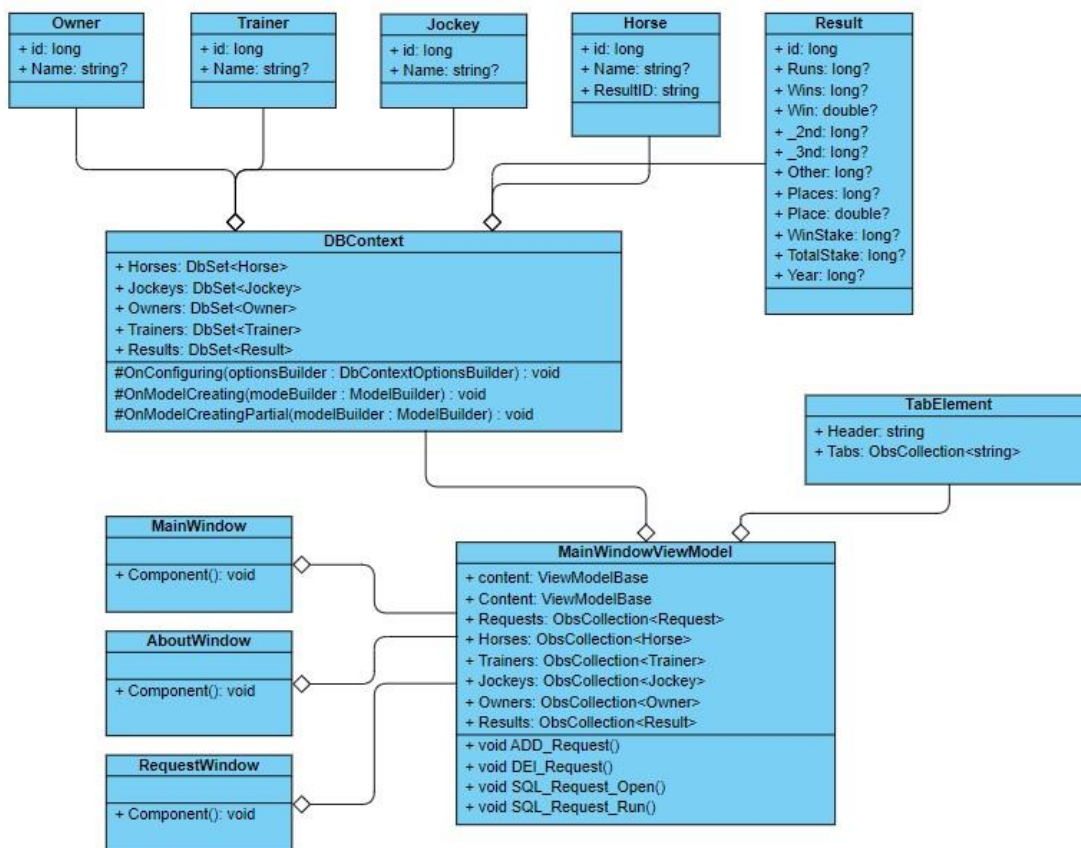 Owner
+ id: long
+ Name: string?
Trainer
+ id: long
+ Name: string?
Jockey
+ id: long
+ Name: string?
Horse
+ id: long
+ Name: string?
+ ResultID: string
Result
+ id: long
+ Runs: long?
+ Wins: long?
+ Win: double?
+ _2nd: long?
+ _3nd: long?
+ Other: long?
+ Places: long?
+ Place: double?
+ WinStake: long?
+ TotalStake: long?
+ Year: long?
DBContext
+ Horses: DbSet<Horse>
+ Jockeys: DbSet<Jockey>
+ Owners: DbSet<Owner>
+ Trainers: DbSet<Trainer>
+ Results: DbSet<Result>
#OnConfiguring(optionsBuilder : DbContextOptionsBuilder) : void
#OnModelCreating(modeBuilder : ModelBuilder) : void
#OnModelCreatingPartial(modelBuilder : ModelBuilder) : void
TabElement
+ Header: string
+ Tabs: ObsCollection<string>
MainWindow
+ Component(): void
AboutWindow
+ Component(): void
RequestWindow
+ Component(): void
MainWindowViewModel
+ content: ViewModelBase
+ Content: ViewModelBase
+ Requests: ObsCollection<Request>
+ Horses: ObsCollection<Horse>
+ Trainers: ObsCollection<Trainer>
+ Jockeys: ObsCollection<Jockey>
+ Owners: ObsCollection<Owner>
+ Results: ObsCollection<Result>
+ void ADD_Request()
+ void DEl_Request()
+ void SQL_Request_Open()
+ void SQL_Request_Run()